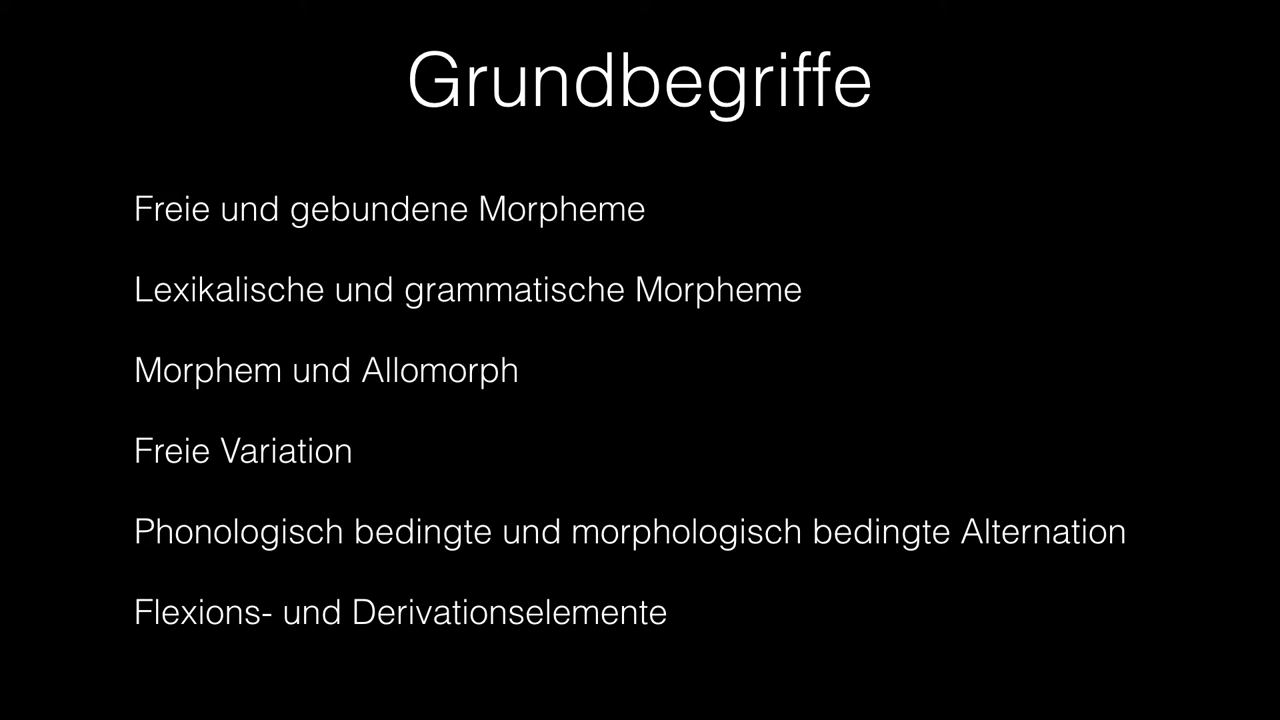 Grundbegriffe
Freie und gebundene Morpheme
Lexikalische und grammatische Morpheme
Morphem und Allomorph
Freie Variation
Phonologisch bedingte und morphologisch bedingte Alternation
Flexions- und Derivationselemente